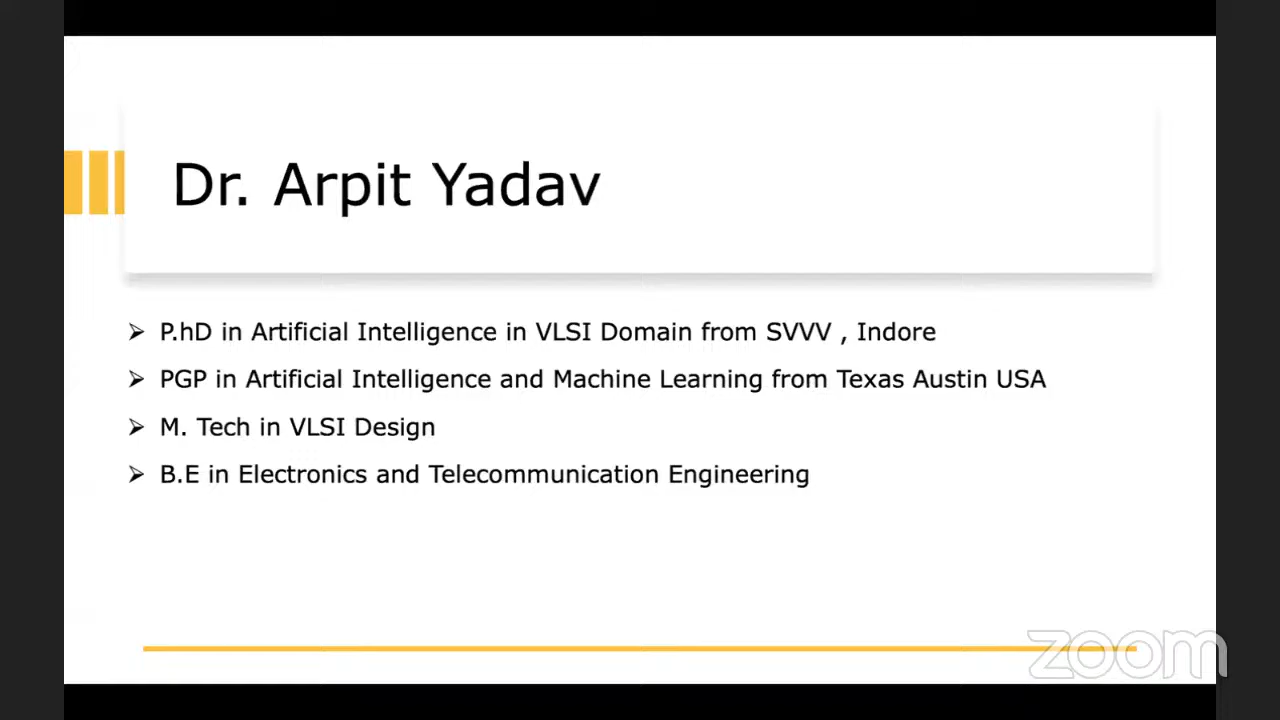 Dr. Arpit Yadav
➢ P.hD in Artificial Intelligence in VLSI Domain from SVVV , Indore
➢ PGP in Artificial Intelligence and Machine Learning from Texas Austin USA
➢ M. Tech in VLSI Design
➢ B.E in Electronics and Telecommunication Engineering
zoom